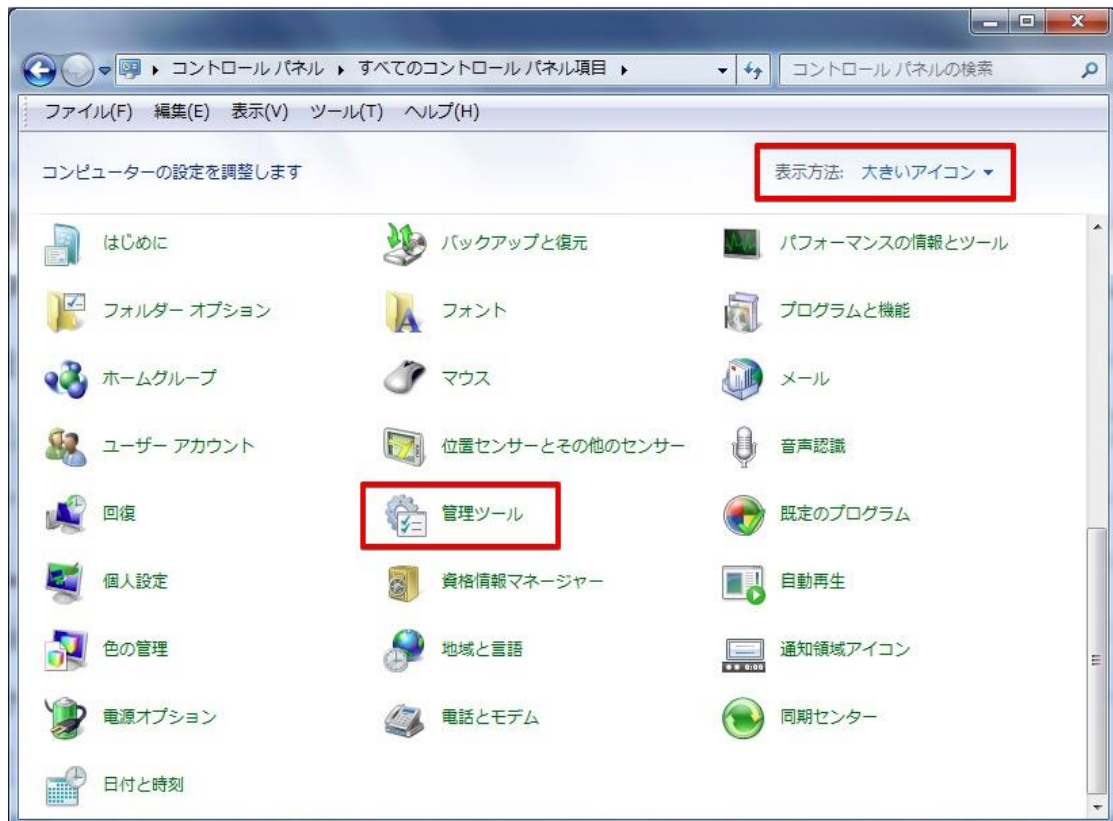 コントロール パネル ▸ すべてのコントロール パネル項目 ▸
コントロール パネルの検索
ファイル(F) 編集(E) 表示(V) ツール(T) ヘルプ(H)
コンピューターの設定を調整します
表示方法: 大きいアイコン
はじめに
バックアップと復元
パフォーマンスの情報とツール
フォルダー オプション
フォント
プログラムと機能
ホームグループ
マウス
メール
ユーザー アカウント
位置センサーとその他のセンサー
音声認識
回復
管理ツール
既定のプログラム
個人設定
資格情報マネージャー
自動再生
色の管理
地域と言語
通知領域アイコン
電源オプション
電話とモデム
同期センター
日付と時刻